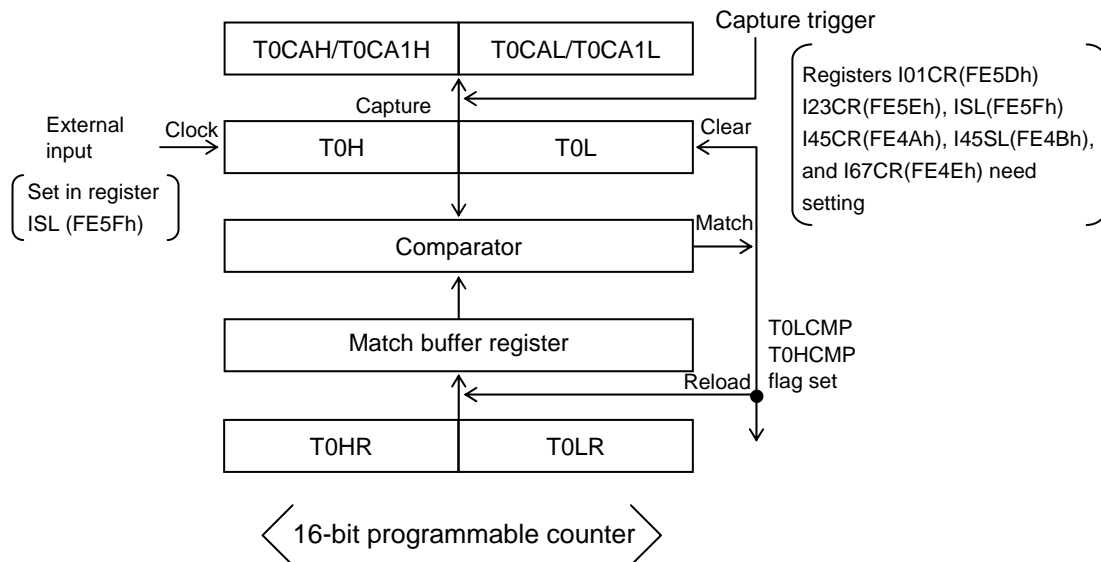 Capture trigger
T0CAH/T0CA1H
T0CAL/T0CA1L
Registers I01CR(FE5Dh)
I23CR(FE5Eh), ISL(FE5Fh)
I45CR(FE4Ah), I45SL(FE4Bh),
and I67CR(FE4Eh) need
setting
Capture
External
input
Clock
T0H
T0L
Clear
Set in register
ISL (FE5Fh)
Comparator
Match
Match buffer register
T0LCMP
T0HCMP
flag set
Reload
T0HR
T0LR
16-bit programmable counter